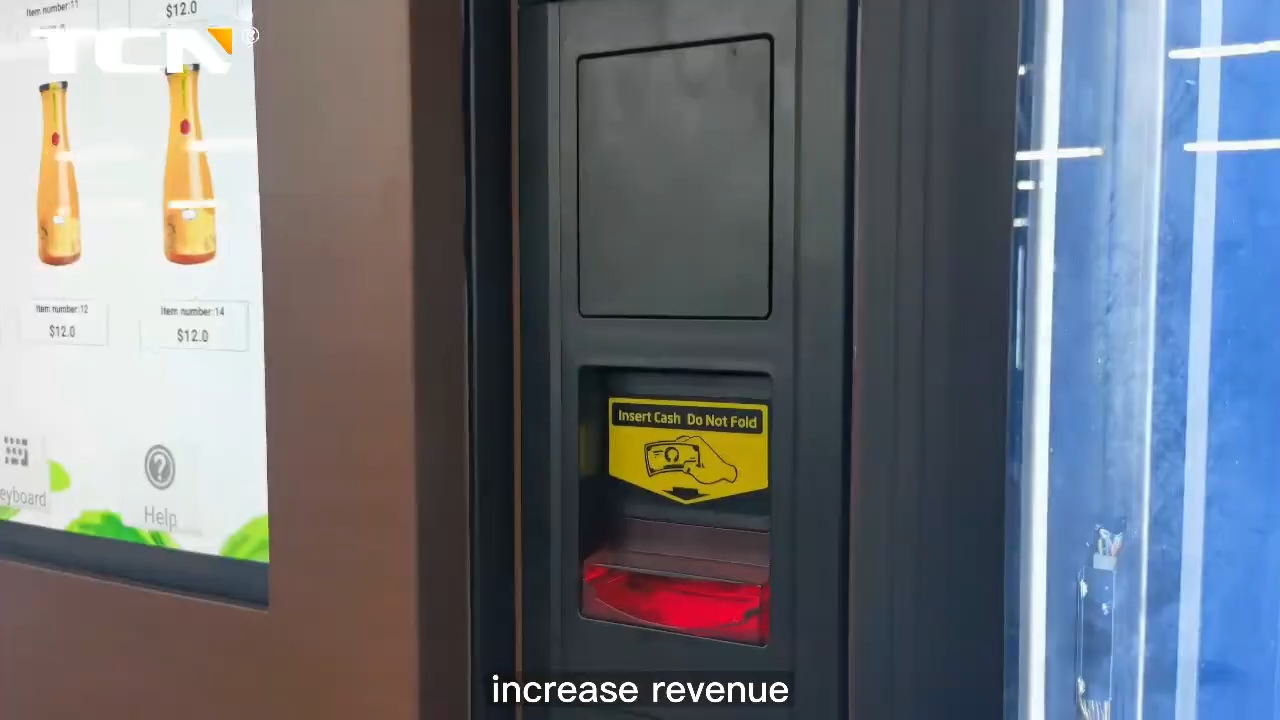 Item number:11
$12.0
TCN®
Item number:12
$12.0
Item number:14
$12.0
eyboard
Help
Insert Cash Do Not Fold
increase revenue